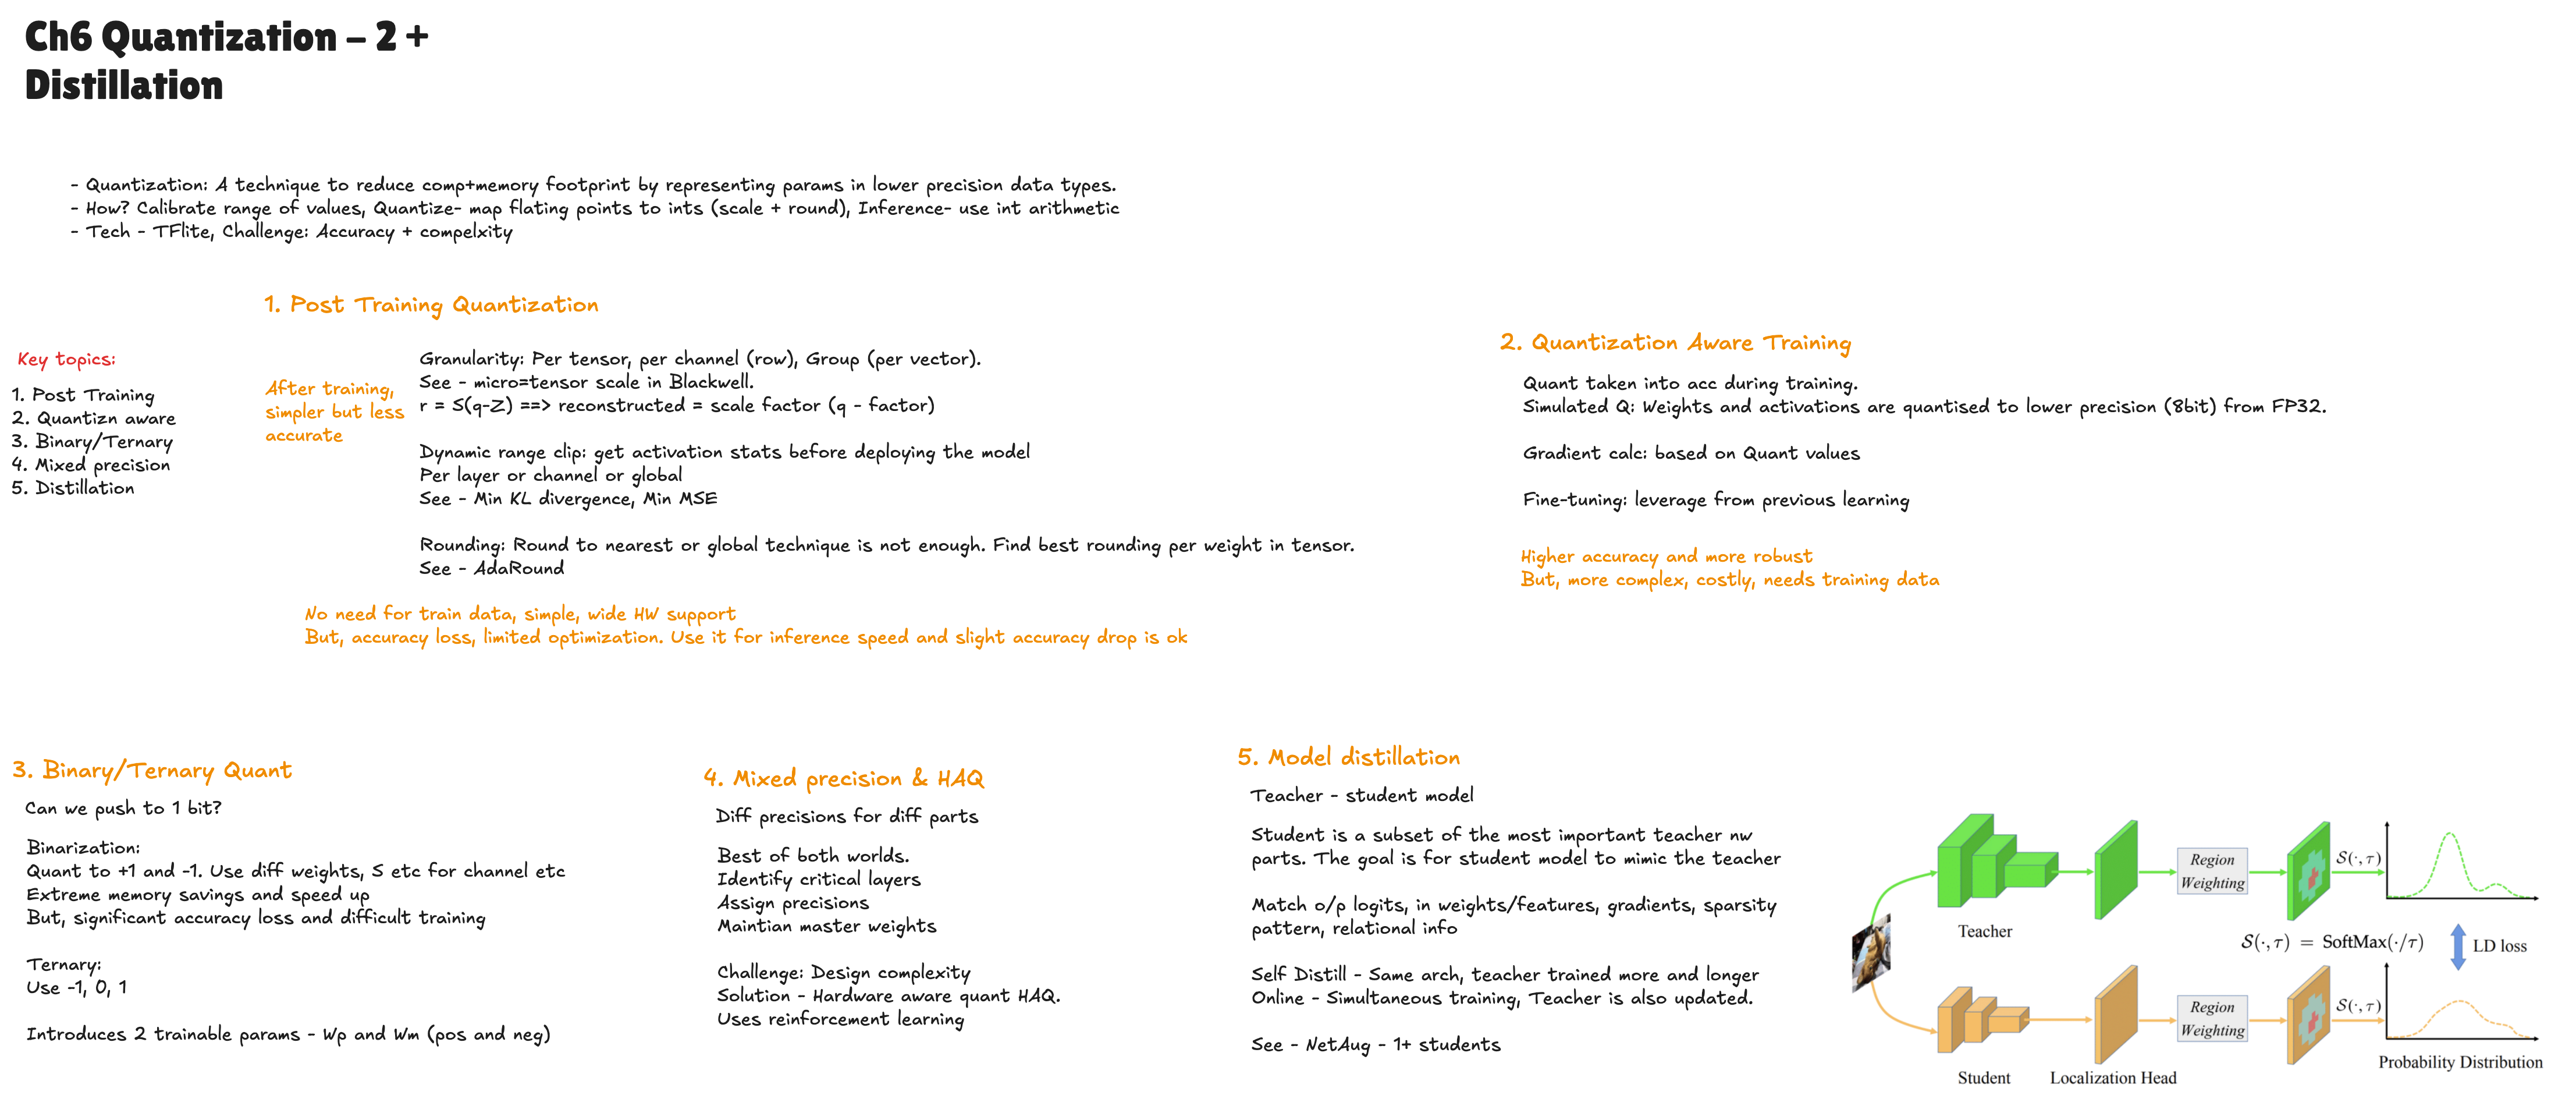 Ch6 Quantization - 2 +
Distillation
- Quantization: A technique to reduce comp+memory footprint by representing params in lower precision data types.
- How? Calibrate range of values, Quantize- map flating points to ints (scale + round), Inference- use int arithmetic
- Tech - TFlite, Challenge: Accuracy + compelxity
Key topics:
1. Post Training
2. Quantizn aware
3. Binary/Ternary
4. Mixed precision
5. Distillation
1. Post Training Quantization
After training,
simpler but less
accurate
Granularity: Per tensor, per channel (row), Group (per vector).
See - micro=tensor scale in Blackwell.
r = S(q-Z) ==> reconstructed = scale factor (q - factor)
Dynamic range clip: get activation stats before deploying the model
Per layer or channel or global
See - Min KL divergence, Min MSE
Rounding: Round to nearest or global technique is not enough. Find best rounding per weight in tensor.
See - AdaRound
No need for train data, simple, wide HW support
But, accuracy loss, limited optimization. Use it for inference speed and slight accuracy drop is ok
2. Quantization Aware Training
Quant taken into acc during training.
Simulated Q: Weights and activations are quantised to lower precision (8bit) from FP32.
Gradient calc: based on Quant values
Fine-tuning: leverage from previous learning
Higher accuracy and more robust
But, more complex, costly, needs training data
3. Binary/Ternary Quant
Can we push to 1 bit?
Binarization:
Quant to +1 and -1. Use diff weights, S etc for channel etc
Extreme memory savings and speed up
But, significant accuracy loss and difficult training
Ternary:
Use -1, 0, 1
Introduces 2 trainable params - Wp and Wm (pos and neg)
4. Mixed precision & HAQ
Diff precisions for diff parts
Best of both worlds.
Identify critical layers
Assign precisions
Maintian master weights
Challenge: Design complexity
Solution - Hardware aware quant HAQ.
Uses reinforcement learning
5. Model distillation
Teacher - student model
Student is a subset of the most important teacher nw
parts. The goal is for student model to mimic the teacher
Match o/p logits, in weights/features, gradients, sparsity
pattern, relational info
Self Distill - Same arch, teacher trained more and longer
Online - Simultaneous training, Teacher is also updated.
See - NetAug - 1+ students
Teacher
Region
Weighting
S(·, τ)
S(·, τ) = SoftMax(·/τ)
LD loss
Region
Weighting
S(·, τ)
Student
Localization Head
Probability Distribution